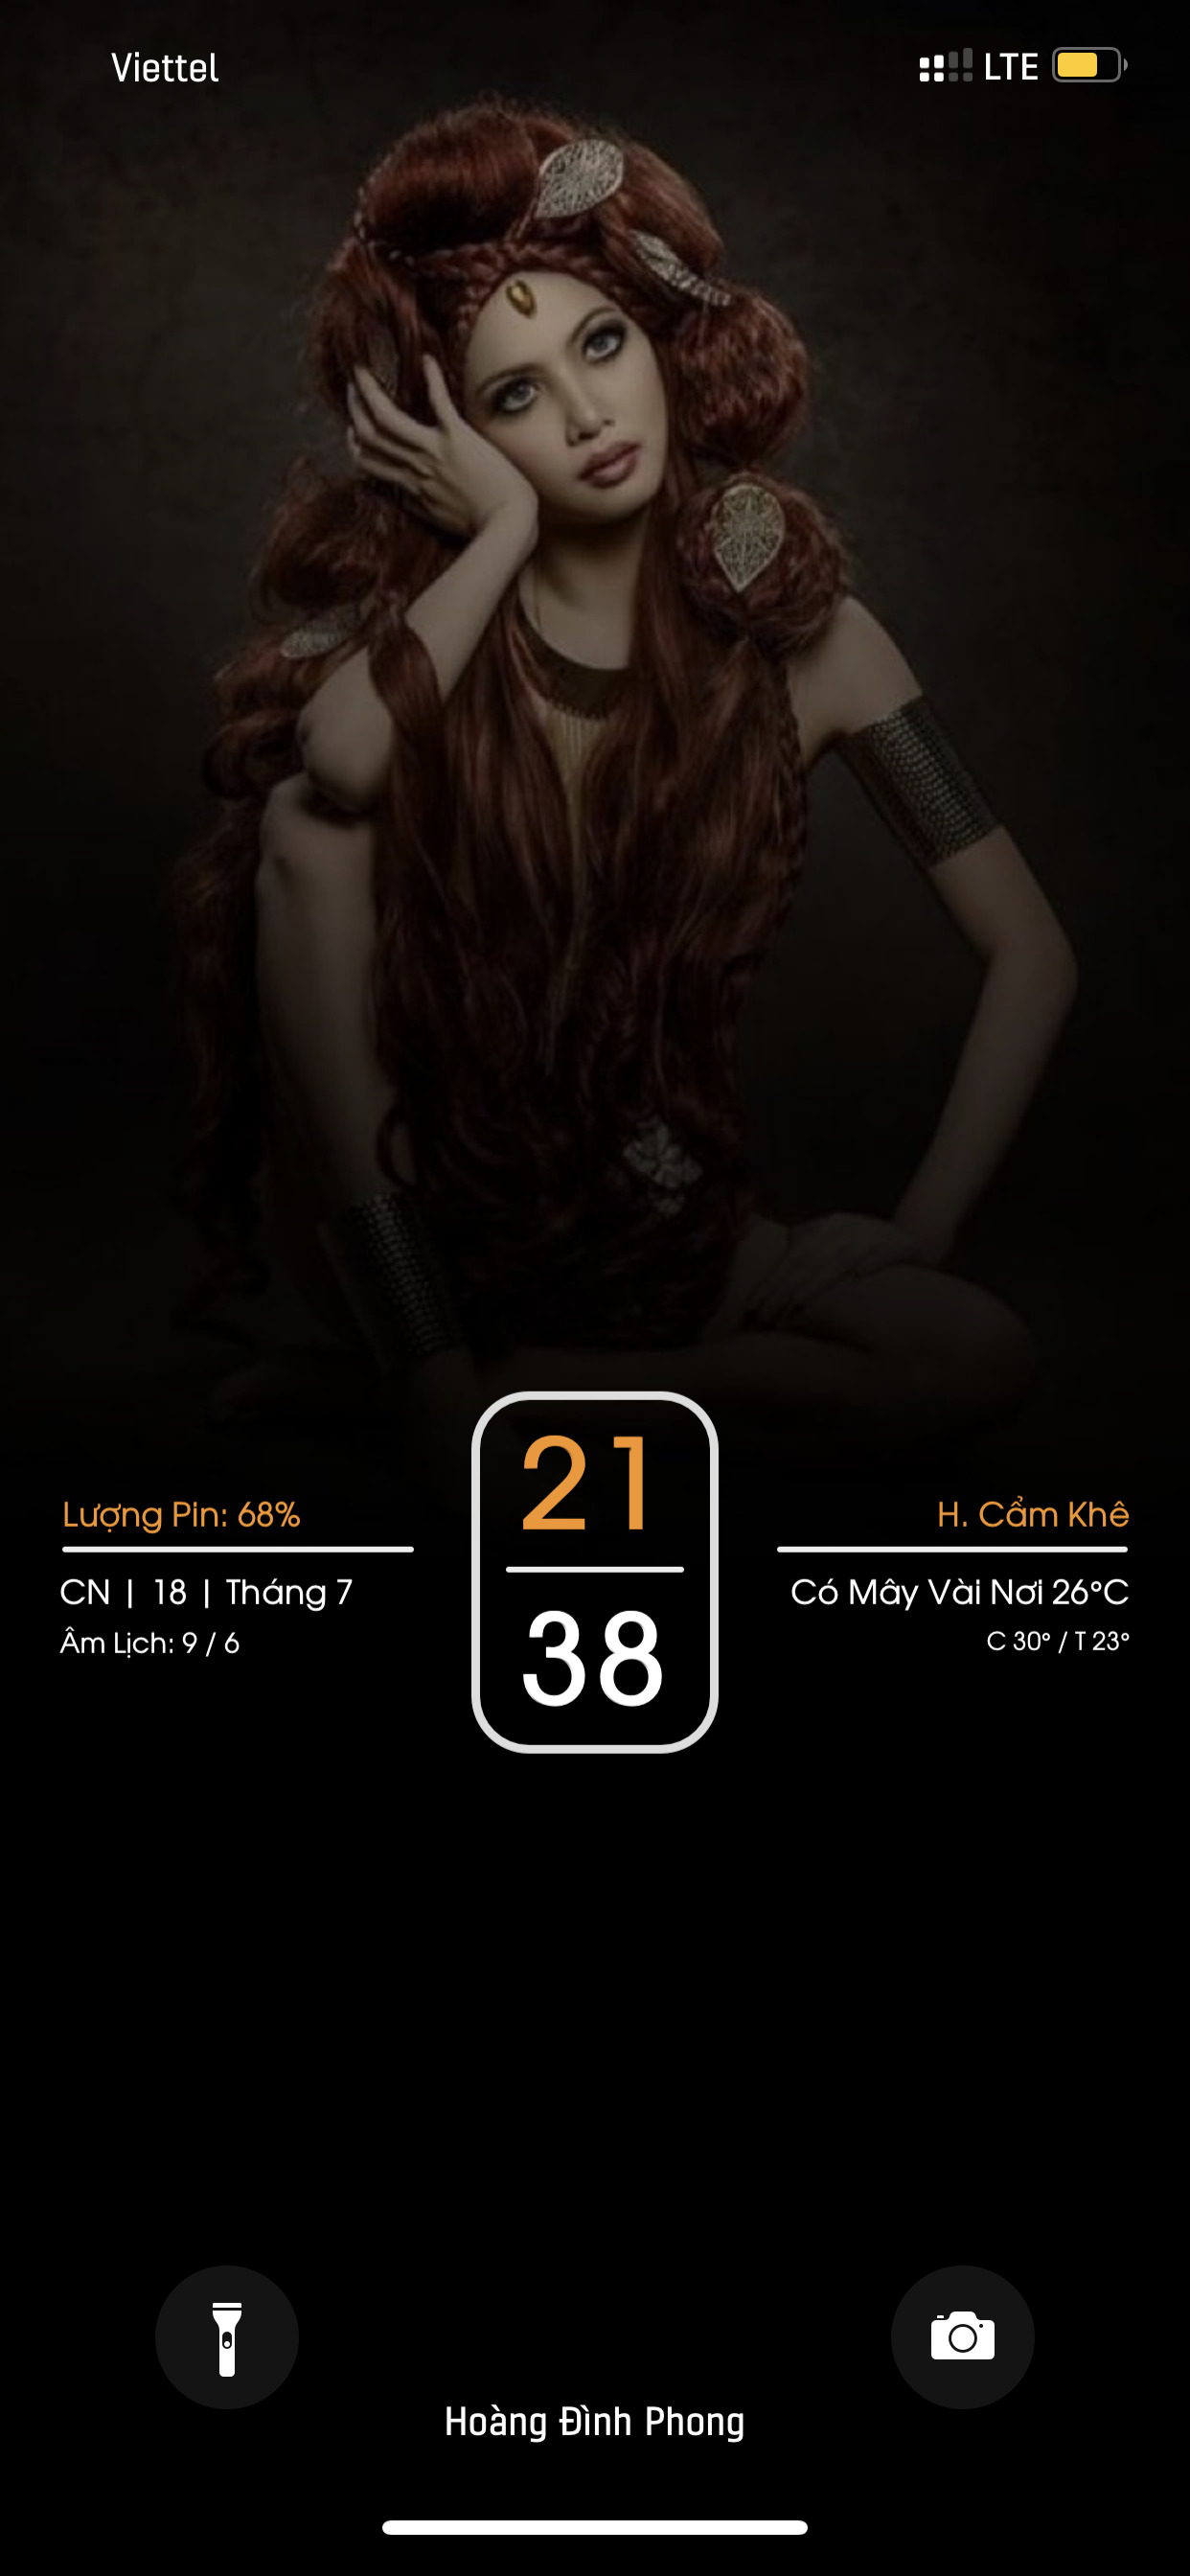 Viettel
LTE
21
38
Lượng Pin: 68%
CN | 18 | Tháng 7
Âm Lịch: 9 / 6
H. Cẩm Khê
Có Mây Vài Nơi 26°C
C 30° / T 23°
Hoàng Đình Phong